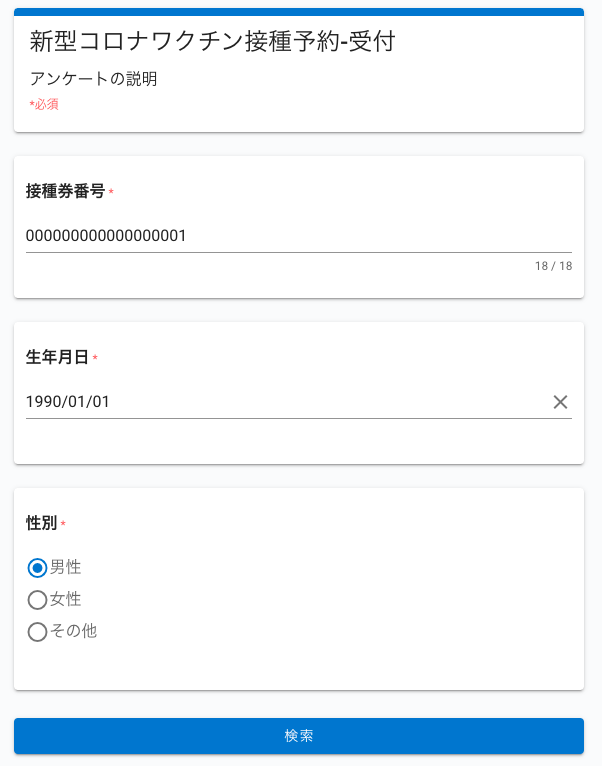 新型コロナワクチン接種予約-受付
アンケートの説明
*必須
接種券番号 *
000000000000000001
18 / 18
生年月日 *
1990/01/01
性別 *
男性
女性
その他
検索